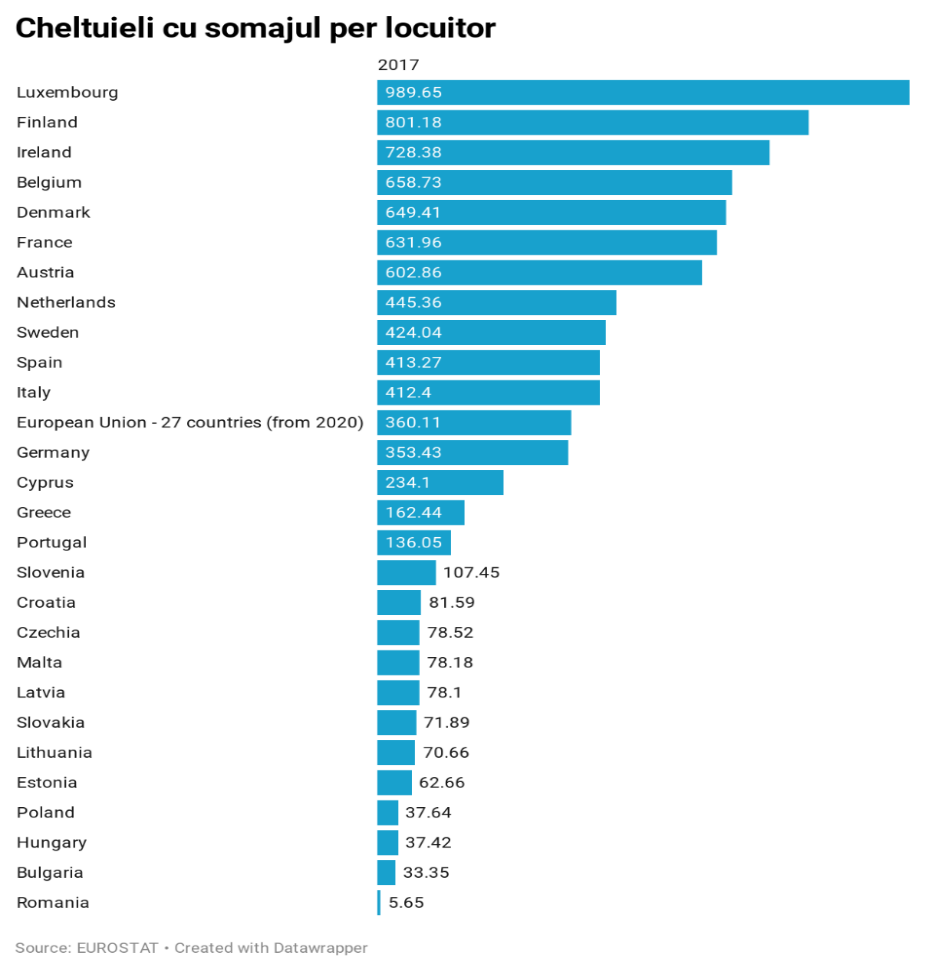 Cheltuieli cu somajul per locuitor
2017
Luxembourg 989.65
Finland 801.18
Ireland 728.38
Belgium 658.73
Denmark 649.41
France 631.96
Austria 602.86
Netherlands 445.36
Sweden 424.04
Spain 413.27
Italy 412.4
European Union - 27 countries (from 2020) 360.11
Germany 353.43
Cyprus 234.1
Greece 162.44
Portugal 136.05
Slovenia 107.45
Croatia 81.59
Czechia 78.52
Malta 78.18
Latvia 78.1
Slovakia 71.89
Lithuania 70.66
Estonia 62.66
Poland 37.64
Hungary 37.42
Bulgaria 33.35
Romania 5.65
Source: EUROSTAT • Created with Datawrapper